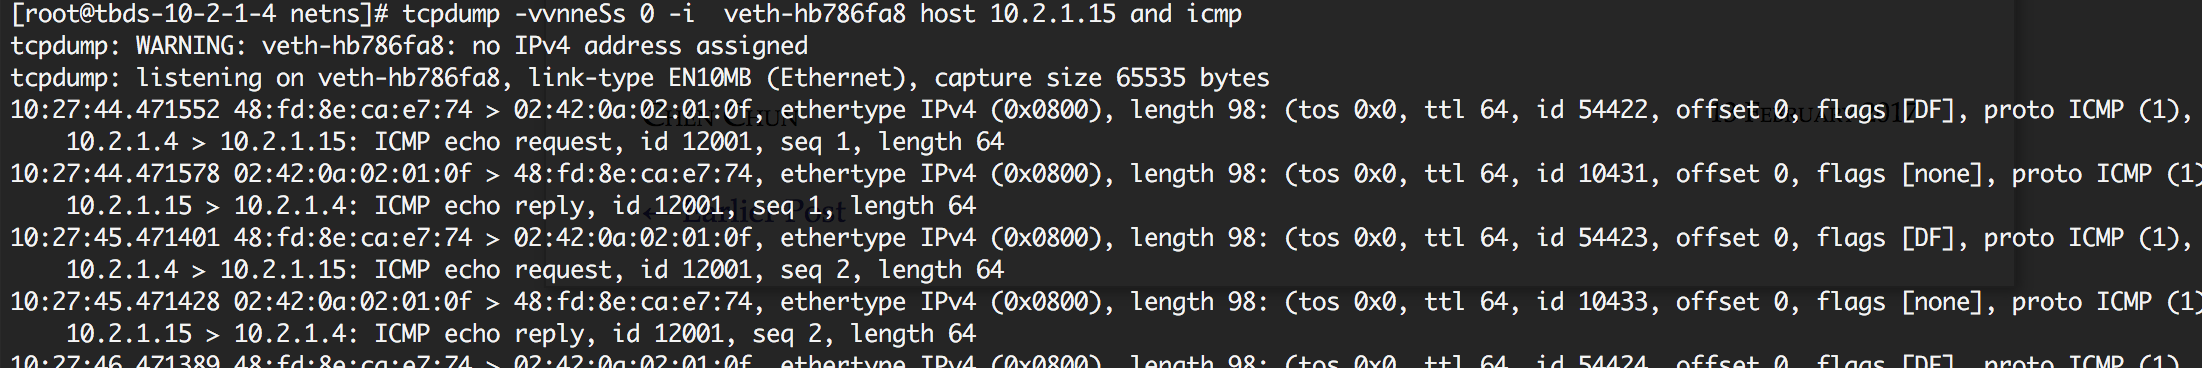 [root@tbds-10-2-1-4 netns]# tcpdump -vvnneSs 0 -i  veth-hb786fa8 host 10.2.1.15 and icmp
tcpdump: WARNING: veth-hb786fa8: no IPv4 address assigned
tcpdump: listening on veth-hb786fa8, link-type EN10MB (Ethernet), capture size 65535 bytes
10:27:44.471552 48:fd:8e:ca:e7:74 > 02:42:0a:02:01:0f, ethertype IPv4 (0x0800), length 98: (tos 0x0, ttl 64, id 54422, offset 0, flags [DF], proto ICMP (1),
CHEN CHUN
13 FEBRUARY 2017
    10.2.1.4 > 10.2.1.15: ICMP echo request, id 12001, seq 1, length 64
10:27:44.471578 02:42:0a:02:01:0f > 48:fd:8e:ca:e7:74, ethertype IPv4 (0x0800), length 98: (tos 0x0, ttl 64, id 10431, offset 0, flags [none], proto ICMP (1)
    10.2.1.15 > 10.2.1.4: ICMP echo reply, id 12001, seq 1, length 64
← Earlier Post
10:27:45.471401 48:fd:8e:ca:e7:74 > 02:42:0a:02:01:0f, ethertype IPv4 (0x0800), length 98: (tos 0x0, ttl 64, id 54423, offset 0, flags [DF], proto ICMP (1),
    10.2.1.4 > 10.2.1.15: ICMP echo request, id 12001, seq 2, length 64
10:27:45.471428 02:42:0a:02:01:0f > 48:fd:8e:ca:e7:74, ethertype IPv4 (0x0800), length 98: (tos 0x0, ttl 64, id 10433, offset 0, flags [none], proto ICMP (1)
    10.2.1.15 > 10.2.1.4: ICMP echo reply, id 12001, seq 2, length 64
10:27:46.471389 48:fd:8e:ca:e7:74 > 02:42:0a:02:01:0f, ethertype IPv4 (0x0800), length 98: (tos 0x0, ttl 64, id 54424, offset 0, flags [DF], proto ICMP (1),